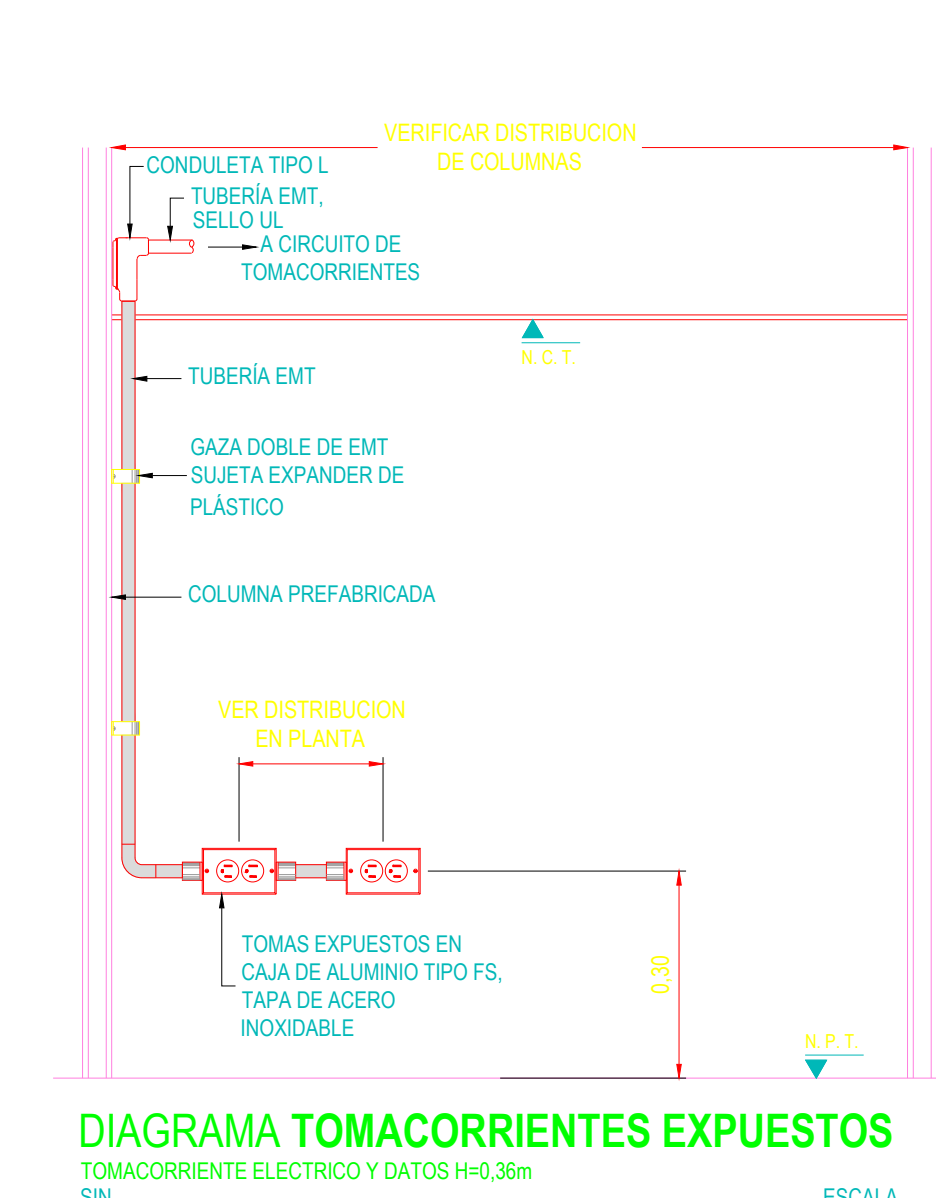 VERIFICAR DISTRIBUCION
DE COLUMNAS
CONDULETA TIPO L
TUBERÍA EMT,
SELLO UL
A CIRCUITO DE
TOMACORRIENTES
N. C. T.
TUBERÍA EMT
GAZA DOBLE DE EMT
SUJETA EXPANDER DE
PLÁSTICO
COLUMNA PREFABRICADA
VER DISTRIBUCION
EN PLANTA
TOMAS EXPUESTOS EN
CAJA DE ALUMINIO TIPO FS,
TAPA DE ACERO
INOXIDABLE
0,30
N. P. T.
DIAGRAMA TOMACORRIENTES EXPUESTOS
TOMACORRIENTE ELECTRICO Y DATOS H=0,36m
SIN ESCALA